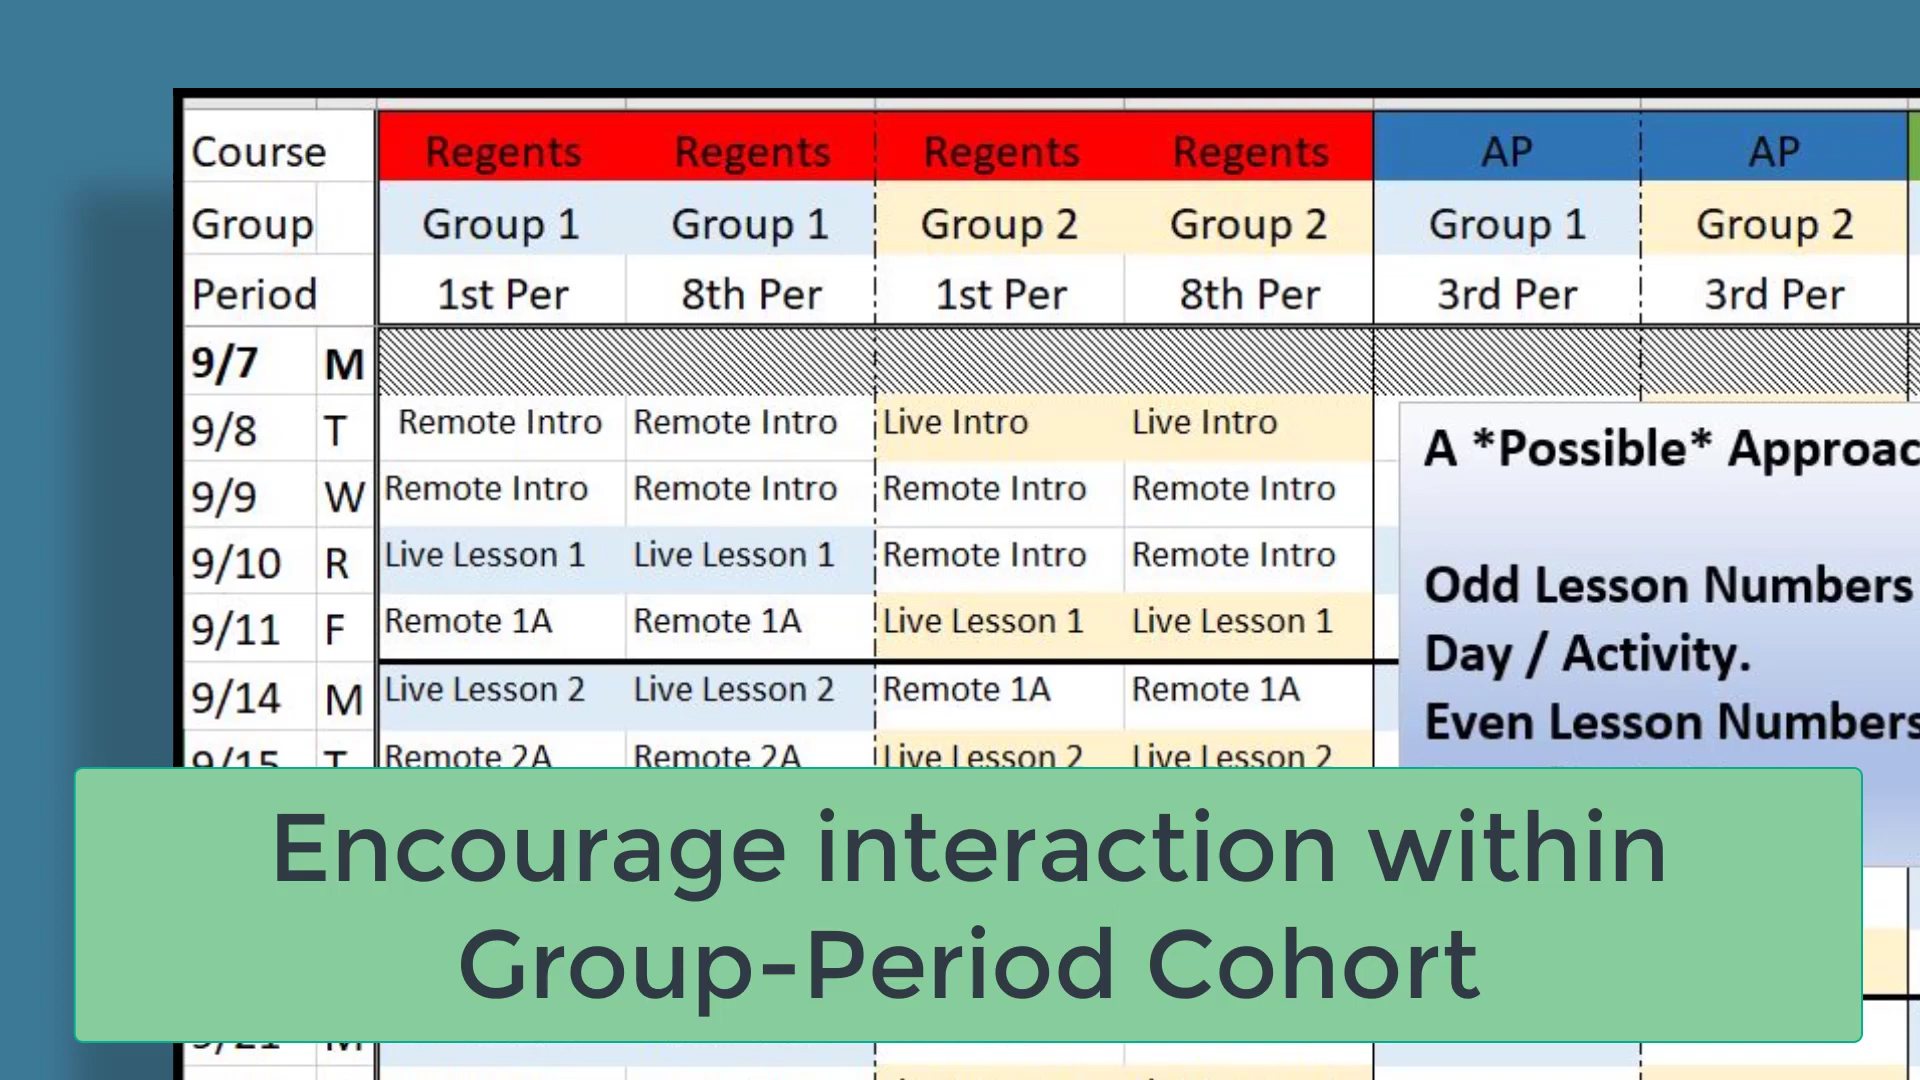 Course Regents Regents Regents Regents AP AP
Group Group 1 Group 1 Group 2 Group 2 Group 1 Group 2
Period 1st Per 8th Per 1st Per 8th Per 3rd Per 3rd Per
9/7 M
9/8 T Remote Intro Remote Intro Live Intro Live Intro
9/9 W Remote Intro Remote Intro Remote Intro Remote Intro
9/10 R Live Lesson 1 Live Lesson 1 Remote Intro Remote Intro
9/11 F Remote 1A Remote 1A Live Lesson 1 Live Lesson 1
9/14 M Live Lesson 2 Live Lesson 2 Remote 1A Remote 1A
9/15 T Remote 2A Remote 2A Live Lesson 2 Live Lesson 2
A *Possible* Approac
Odd Lesson Numbers
Day / Activity.
Even Lesson Numbers
Encourage interaction within
Group-Period Cohort